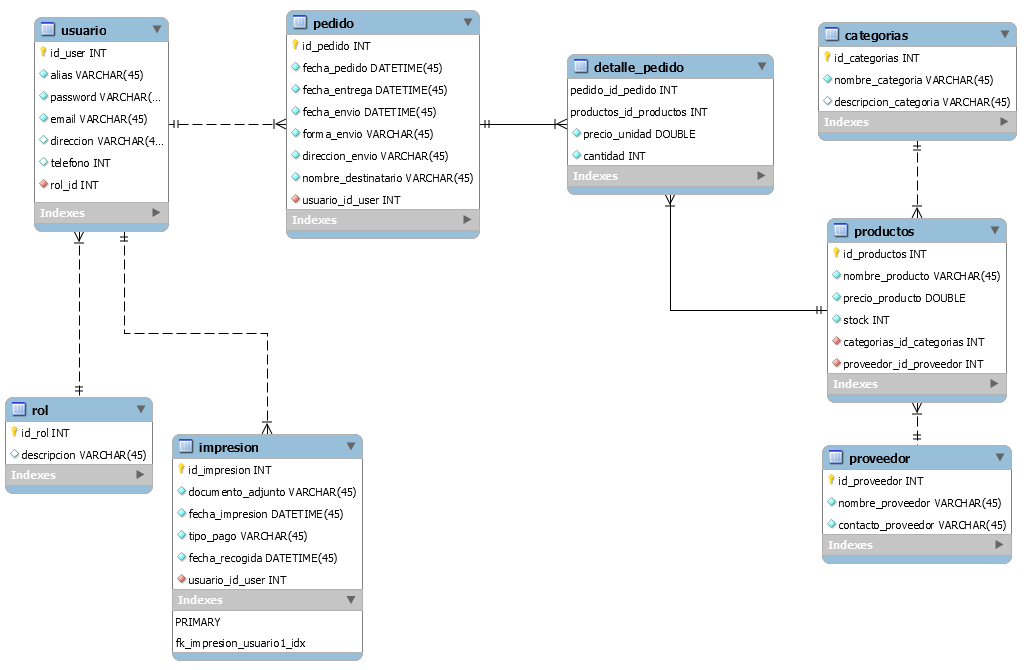 usuario
id_user INT
alias VARCHAR(45)
password VARCHAR(...
email VARCHAR(45)
direccion VARCHAR(4...
telefono INT
rol_id INT
Indexes
pedido
id_pedido INT
fecha_pedido DATETIME(45)
fecha_entrega DATETIME(45)
fecha_envio DATETIME(45)
forma_envio VARCHAR(45)
direccion_envio VARCHAR(45)
nombre_destinatario VARCHAR(45)
usuario_id_user INT
Indexes
detalle_pedido
pedido_id_pedido INT
productos_id_productos INT
precio_unidad DOUBLE
cantidad INT
Indexes
categorias
id_categorias INT
nombre_categoria VARCHAR(45)
descripcion_categoria VARCHAR(45)
Indexes
productos
id_productos INT
nombre_producto VARCHAR(45)
precio_producto DOUBLE
stock INT
categorias_id_categorias INT
proveedor_id_proveedor INT
Indexes
rol
id_rol INT
descripcion VARCHAR(45)
Indexes
impresion
id_impresion INT
documento_adjunto VARCHAR(45)
fecha_impresion DATETIME(45)
tipo_pago VARCHAR(45)
fecha_recogida DATETIME(45)
usuario_id_user INT
Indexes
PRIMARY
fk_impresion_usuario1_idx
proveedor
id_proveedor INT
nombre_proveedor VARCHAR(45)
contacto_proveedor VARCHAR(45)
Indexes